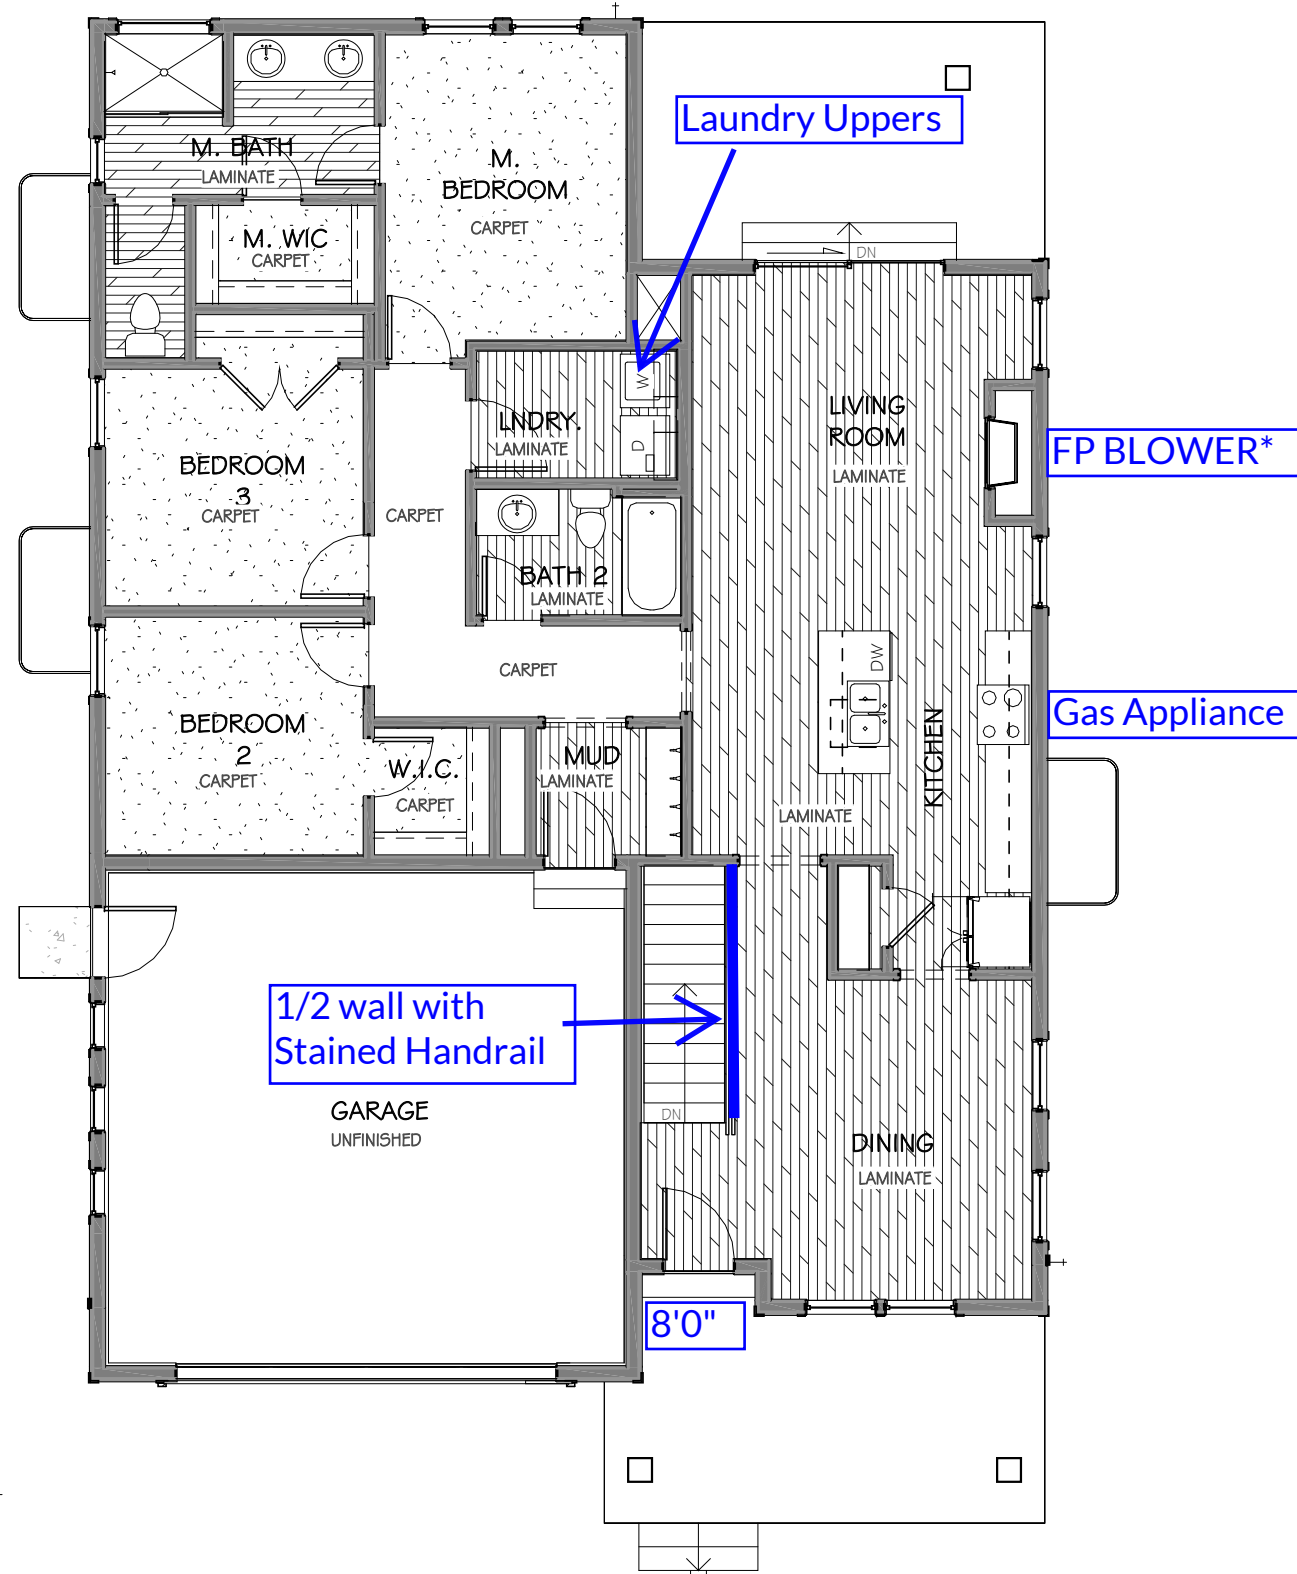 Laundry Uppers
M. BATH
LAMINATE
M.
BEDROOM
CARPET
M. WIC
CARPET
DN
W
LNDRY.
LAMINATE
D
LIVING
ROOM
LAMINATE
FP BLOWER*
BEDROOM
3
CARPET
CARPET
BATH 2
LAMINATE
CARPET
DW
Gas Appliance
KITCHEN
BEDROOM
2
CARPET
W.I.C.
CARPET
MUD
LAMINATE
LAMINATE
1/2 wall with
Stained Handrail
GARAGE
UNFINISHED
DN
DINING
LAMINATE
8'0"